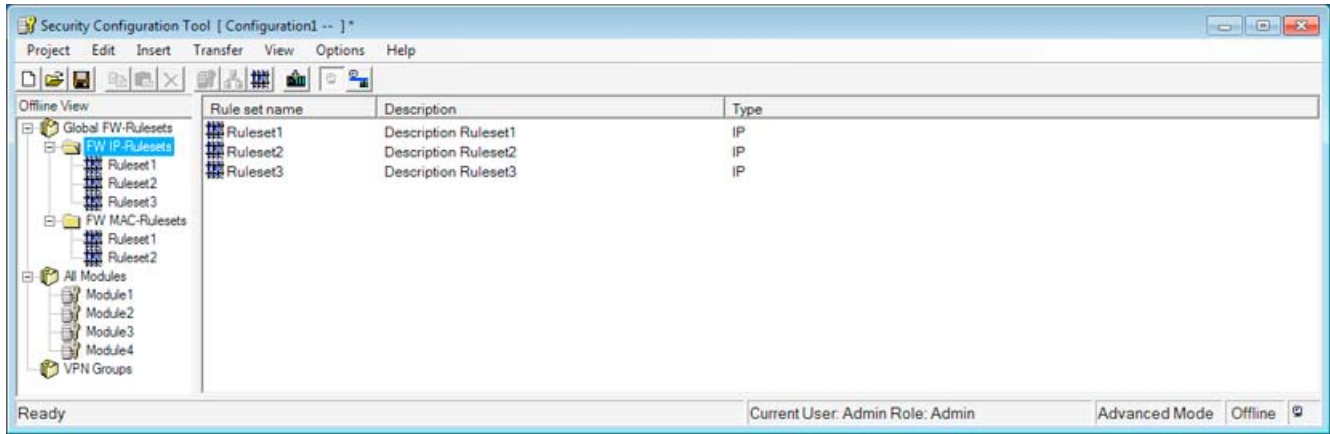 Security Configuration Tool [ Configuration1 -- ] *
Project Edit Insert Transfer View Options Help
Offline View
Global FW-Rulesets
FW IP-Rulesets
Ruleset1
Ruleset2
Ruleset3
FW MAC-Rulesets
Ruleset1
Ruleset2
All Modules
Module1
Module2
Module3
Module4
VPN Groups
Rule set name Description Type
Ruleset1 Description Ruleset1 IP
Ruleset2 Description Ruleset2 IP
Ruleset3 Description Ruleset3 IP
Ready Current User: Admin Role: Admin Advanced Mode Offline